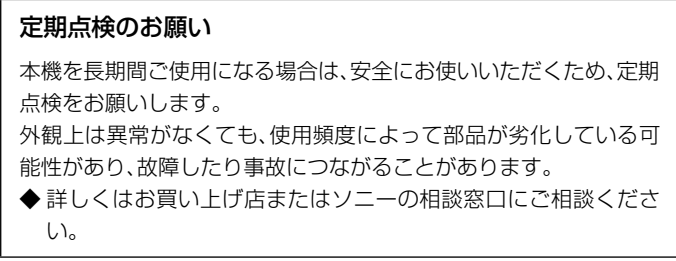 定期点検のお願い
本機を長期間ご使用になる場合は、安全にお使いいただくため、定期
点検をお願いします。
外観上は異常がなくても、使用頻度によって部品が劣化している可
能性があり、故障したり事故につながることがあります。
◆ 詳しくはお買い上げ店またはソニーの相談窓口にご相談くださ
い。